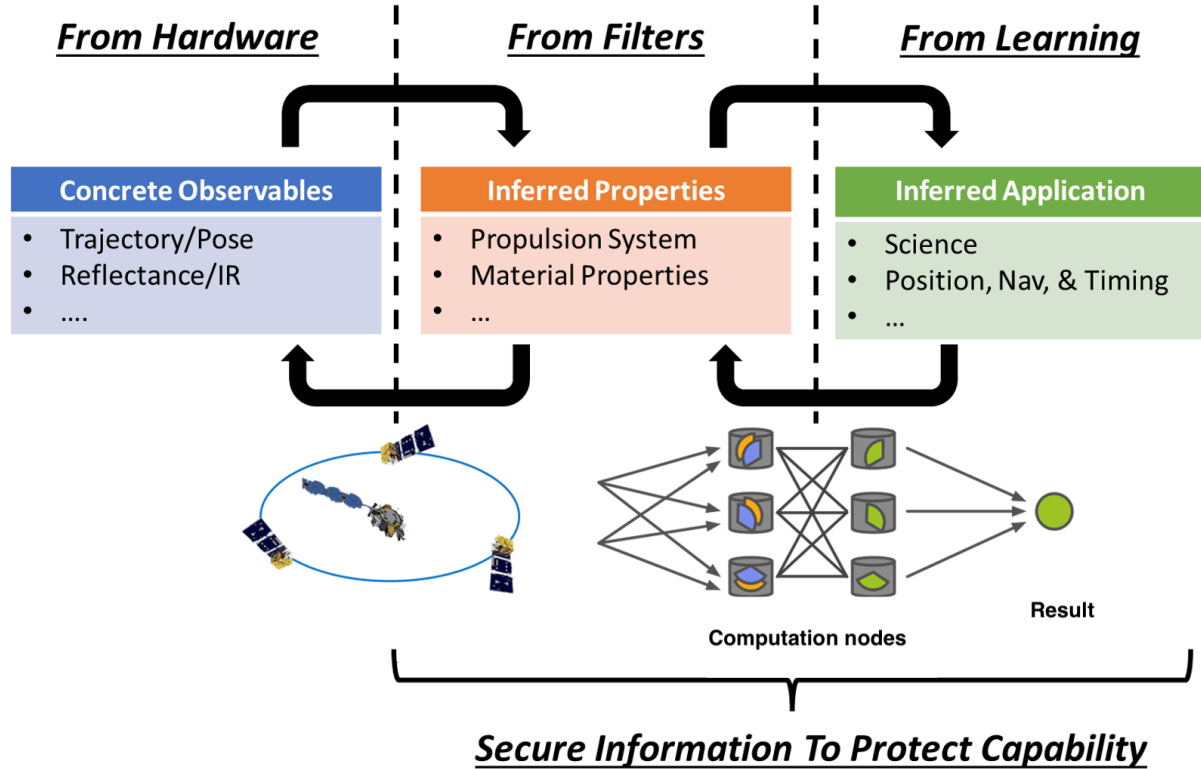 From Hardware
From Filters
From Learning
Concrete Observables
• Trajectory/Pose
• Reflectance/IR
• ....
Inferred Properties
• Propulsion System
• Material Properties
• ...
Inferred Application
• Science
• Position, Nav, & Timing
• ...
Computation nodes
Result
Secure Information To Protect Capability